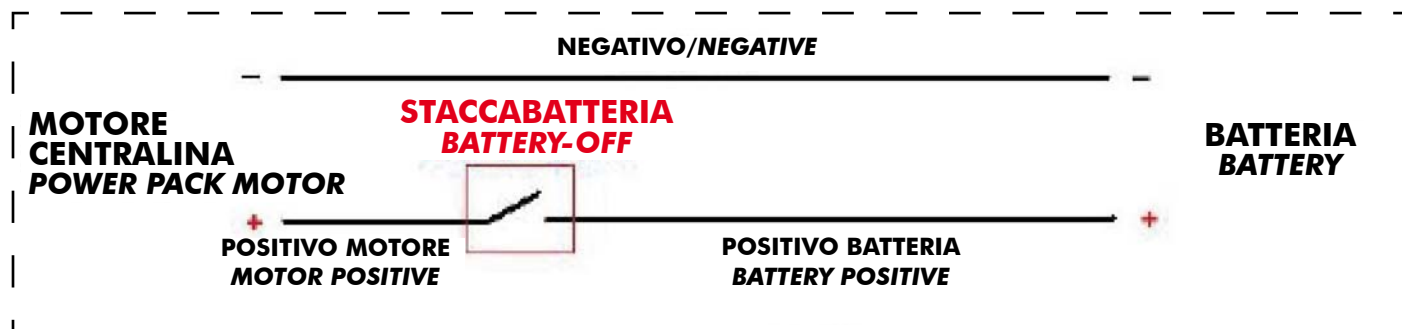 NEGATIVO/NEGATIVE
- -
STACCABATTERIA
BATTERY-OFF
MOTORE
CENTRALINA
POWER PACK MOTOR
BATTERIA
BATTERY
+ +
POSITIVO MOTORE
MOTOR POSITIVE
POSITIVO BATTERIA
BATTERY POSITIVE